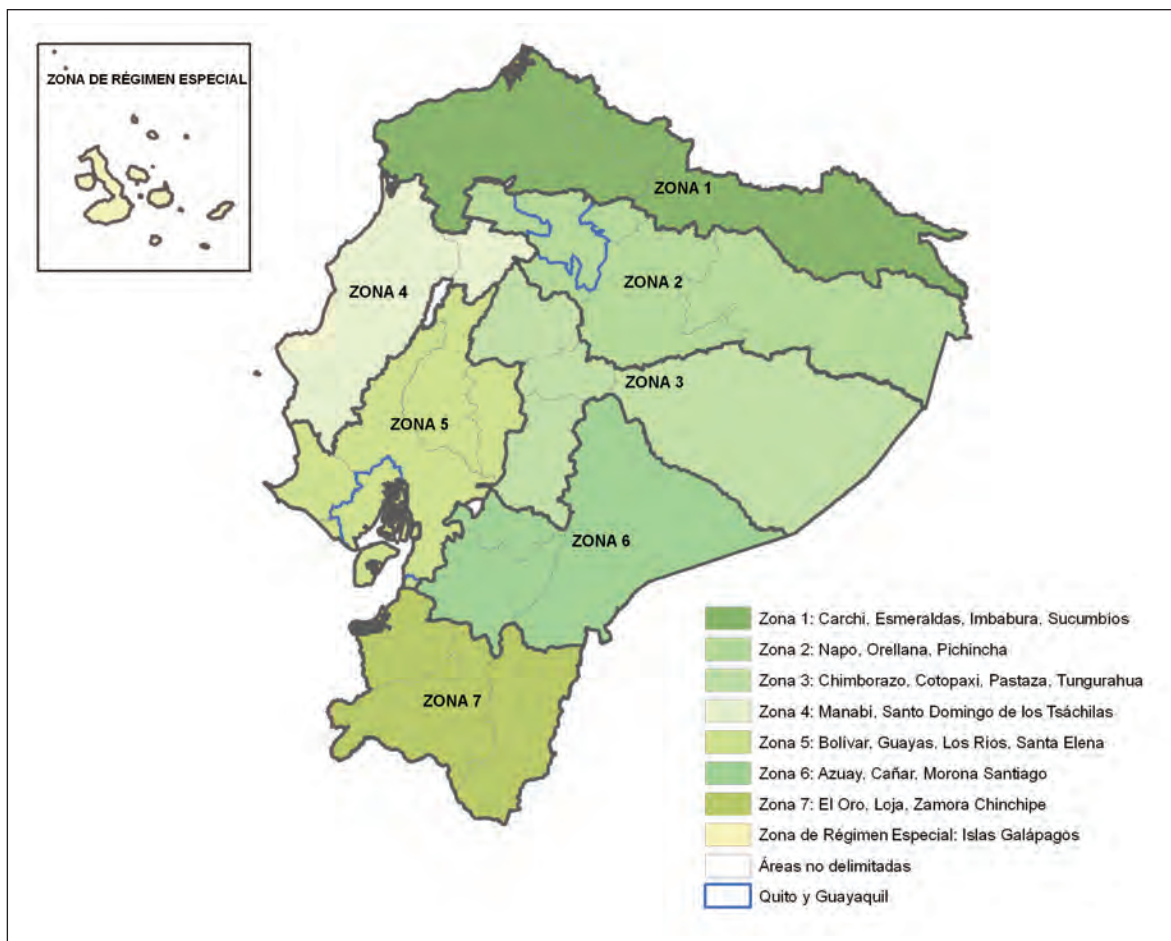 ZONA DE RÉGIMEN ESPECIAL
ZONA 1
ZONA 2
ZONA 4
ZONA 3
ZONA 5
ZONA 6
ZONA 7
Zona 1: Carchi, Esmeraldas, Imbabura, Sucumbios
Zona 2: Napo, Orellana, Pichincha
Zona 3: Chimborazo, Cotopaxi, Pastaza, Tungurahua
Zona 4: Manabi, Santo Domingo de los Tsáchilas
Zona 5: Bolívar, Guayas, Los Rios, Santa Elena
Zona 6: Azuay, Cañar, Morona Santiago
Zona 7: El Oro, Loja, Zamora Chinchipe
Zona de Régimen Especial: Islas Galápagos
Áreas no delimitadas
Quito y Guayaquil